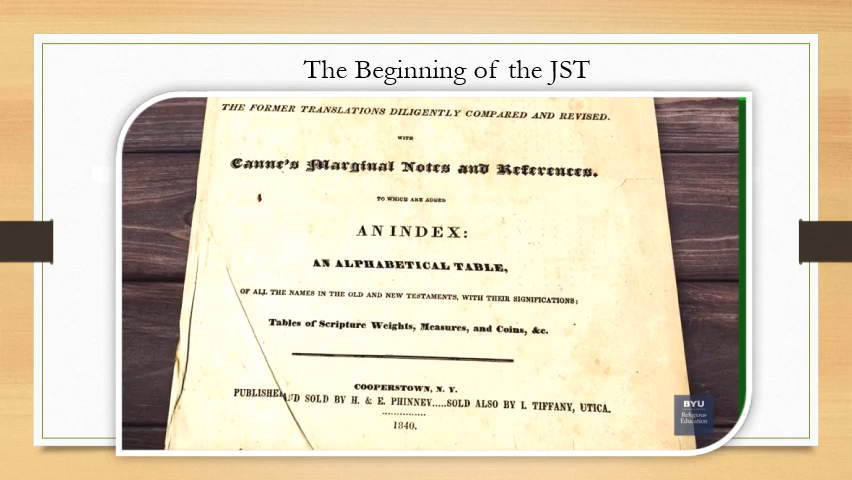 The Beginning of the JST
THE FORMER TRANSLATIONS DILIGENTLY COMPARED AND REVISED.
WITH
Canne's Marginal Notes and References.
TO WHICH ARE ADDED
AN INDEX:
AN ALPHABETICAL TABLE,
OF ALL THE NAMES IN THE OLD AND NEW TESTAMENTS, WITH THEIR SIGNIFICATIONS;
Tables of Scripture Weights, Measures, and Coins, &c.
COOPERSTOWN, N. Y.
SOLD BY H. & E. PHINNEY.....SOLD ALSO BY I. TIFFANY, UTICA.
1840.
BYU
Religious
Education